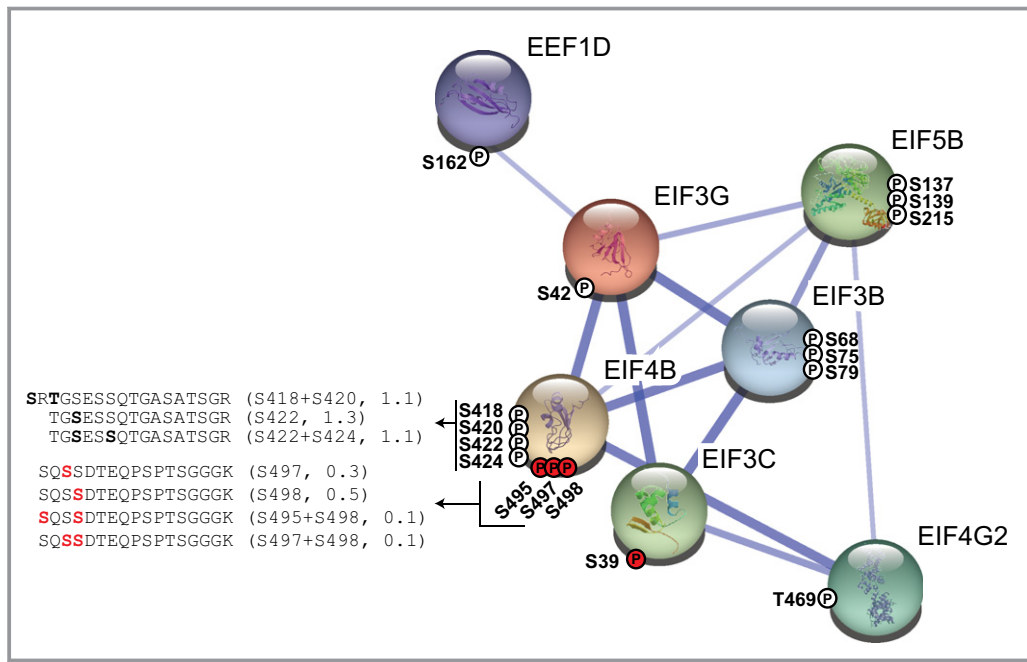 EEF1D
S162 P
EIF5B
P S137
P S139
P S215
EIF3G
S42 P
EIF3B
P S68
P S75
P S79
EIF4B
S418 P
S420 P
S422 P
S424 P
P P P
S495 S497 S498
SRTGSESSQTGASATSGR (S418+S420, 1.1)
TGSESSQTGASATSGR (S422, 1.3)
TGSESSQTGASATSGR (S422+S424, 1.1)
SQSSDTEQPSPTSGGGK (S497, 0.3)
SQSSDTEQPSPTSGGGK (S498, 0.5)
SQSSDTEQPSPTSGGGK (S495+S498, 0.1)
SQSSDTEQPSPTSGGGK (S497+S498, 0.1)
EIF3C
S39 P
EIF4G2
T469 P